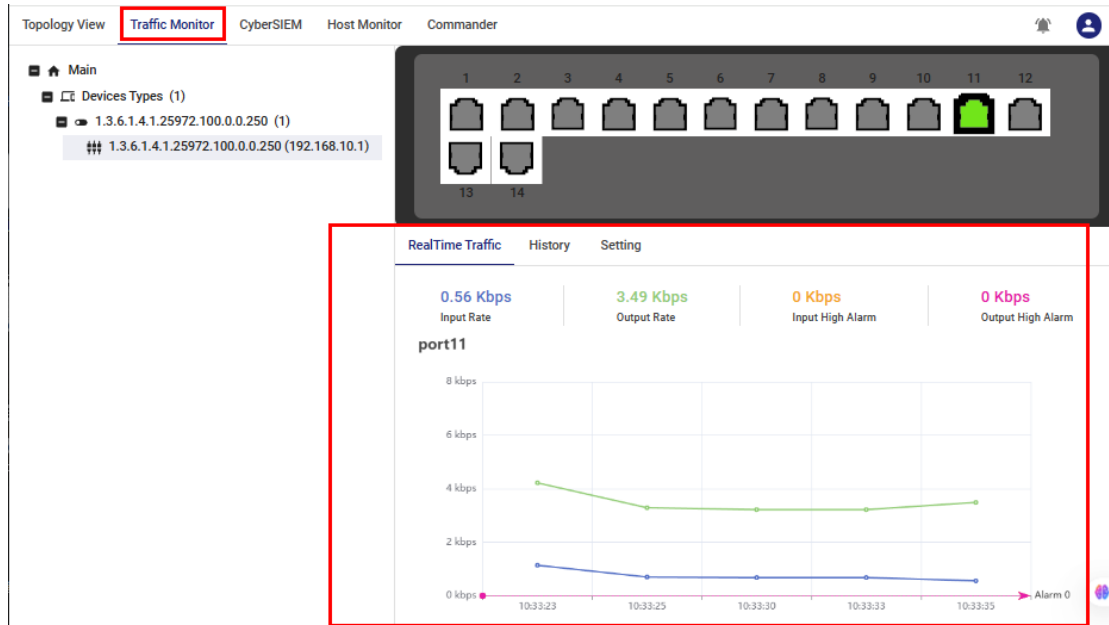 Topology View Traffic Monitor CyberSIEM Host Monitor Commander
Main
Devices Types (1)
1.3.6.1.4.1.25972.100.0.0.250 (1)
1.3.6.1.4.1.25972.100.0.0.250 (192.168.10.1)
1 2 3 4 5 6 7 8 9 10 11 12
13 14
RealTime Traffic History Setting
0.56 Kbps 3.49 Kbps 0 Kbps 0 Kbps
Input Rate Output Rate Input High Alarm Output High Alarm
port11
8 kbps
6 kbps
4 kbps
2 kbps
0 kbps Alarm 0
10:33:23 10:33:25 10:33:30 10:33:33 10:33:35